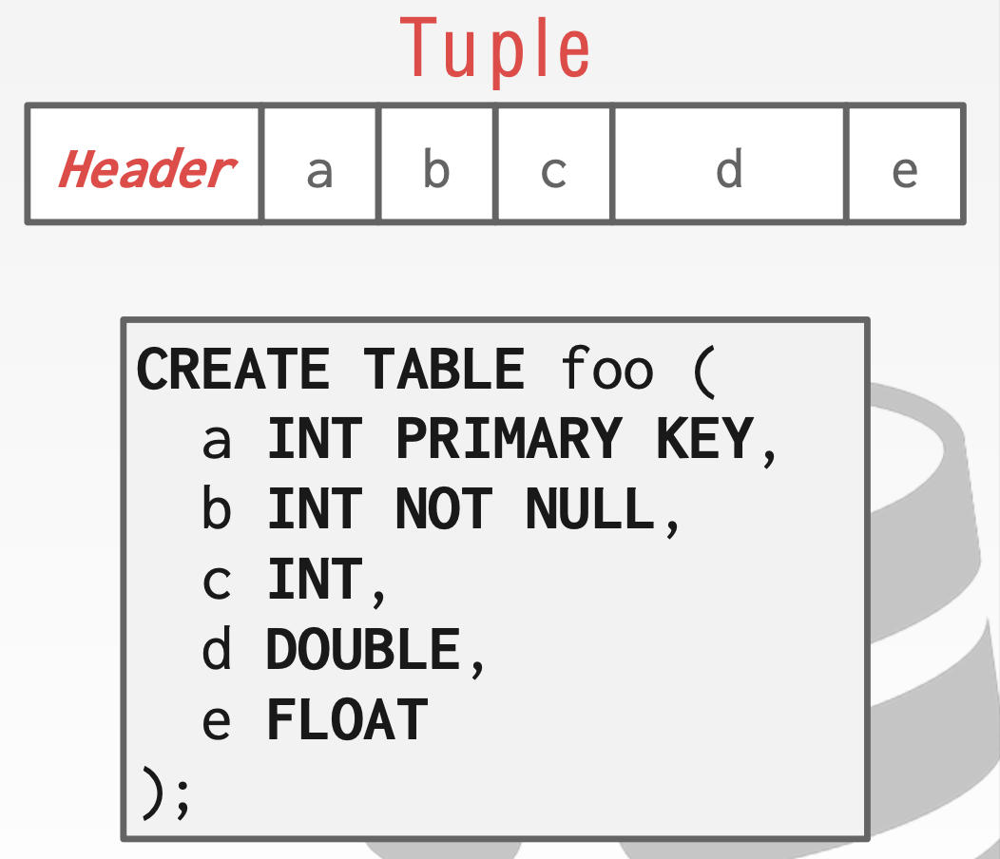 Tuple
Header a b c d e
CREATE TABLE foo (
a INT PRIMARY KEY,
b INT NOT NULL,
c INT,
d DOUBLE,
e FLOAT
);